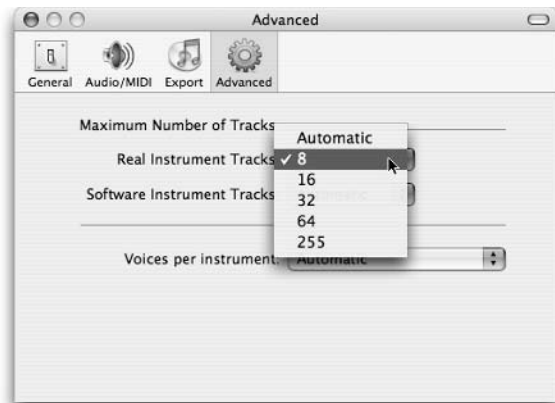 Advanced
General Audio/MIDI Export Advanced
Maximum Number of Tracks
Automatic
Real Instrument Tracks ✓ 8
16
Software Instrument Tracks
32
64
255
Voices per instrument: Automatic